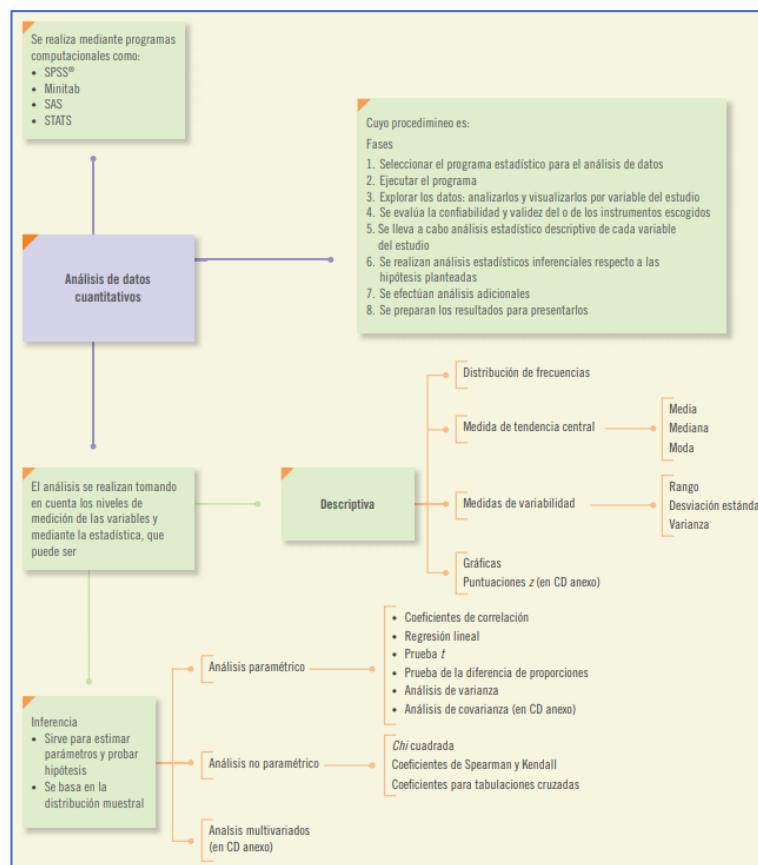 Se realiza mediante programas
computacionales como:
• SPSS®
• Minitab
• SAS
• STATS
Cuyo procedimineo es:
Fases
1. Seleccionar el programa estadístico para el análisis de datos
2. Ejecutar el programa
3. Explorar los datos: analizarlos y visualizarlos por variable del estudio
4. Se evalúa la confiabilidad y validez del o de los instrumentos escogidos
5. Se lleva a cabo análisis estadístico descriptivo de cada variable
del estudio
6. Se realizan análisis estadísticos inferenciales respecto a las
hipótesis planteadas
7. Se efectúan análisis adicionales
8. Se preparan los resultados para presentarlos
Análisis de datos
cuantitativos
El análisis se realizan tomando
en cuenta los niveles de
medición de las variables y
mediante la estadística, que
puede ser
Descriptiva
Distribución de frecuencias
Medida de tendencia central
Media
Mediana
Moda
Medidas de variabilidad
Rango
Desviación estánda
Varianza
Gráficas
Puntuaciones z (en CD anexo)
Inferencia
• Sirve para estimar
parámetros y probar
hipótesis
• Se basa en la
distribución muestral
Análisis paramétrico
• Coeficientes de correlación
• Regresión lineal
• Prueba t
• Prueba de la diferencia de proporciones
• Análisis de varianza
• Análisis de covarianza (en CD anexo)
Análisis no paramétrico
Chi cuadrada
Coeficientes de Spearman y Kendall
Coeficientes para tabulaciones cruzadas
Analsis multivariados
(en CD anexo)